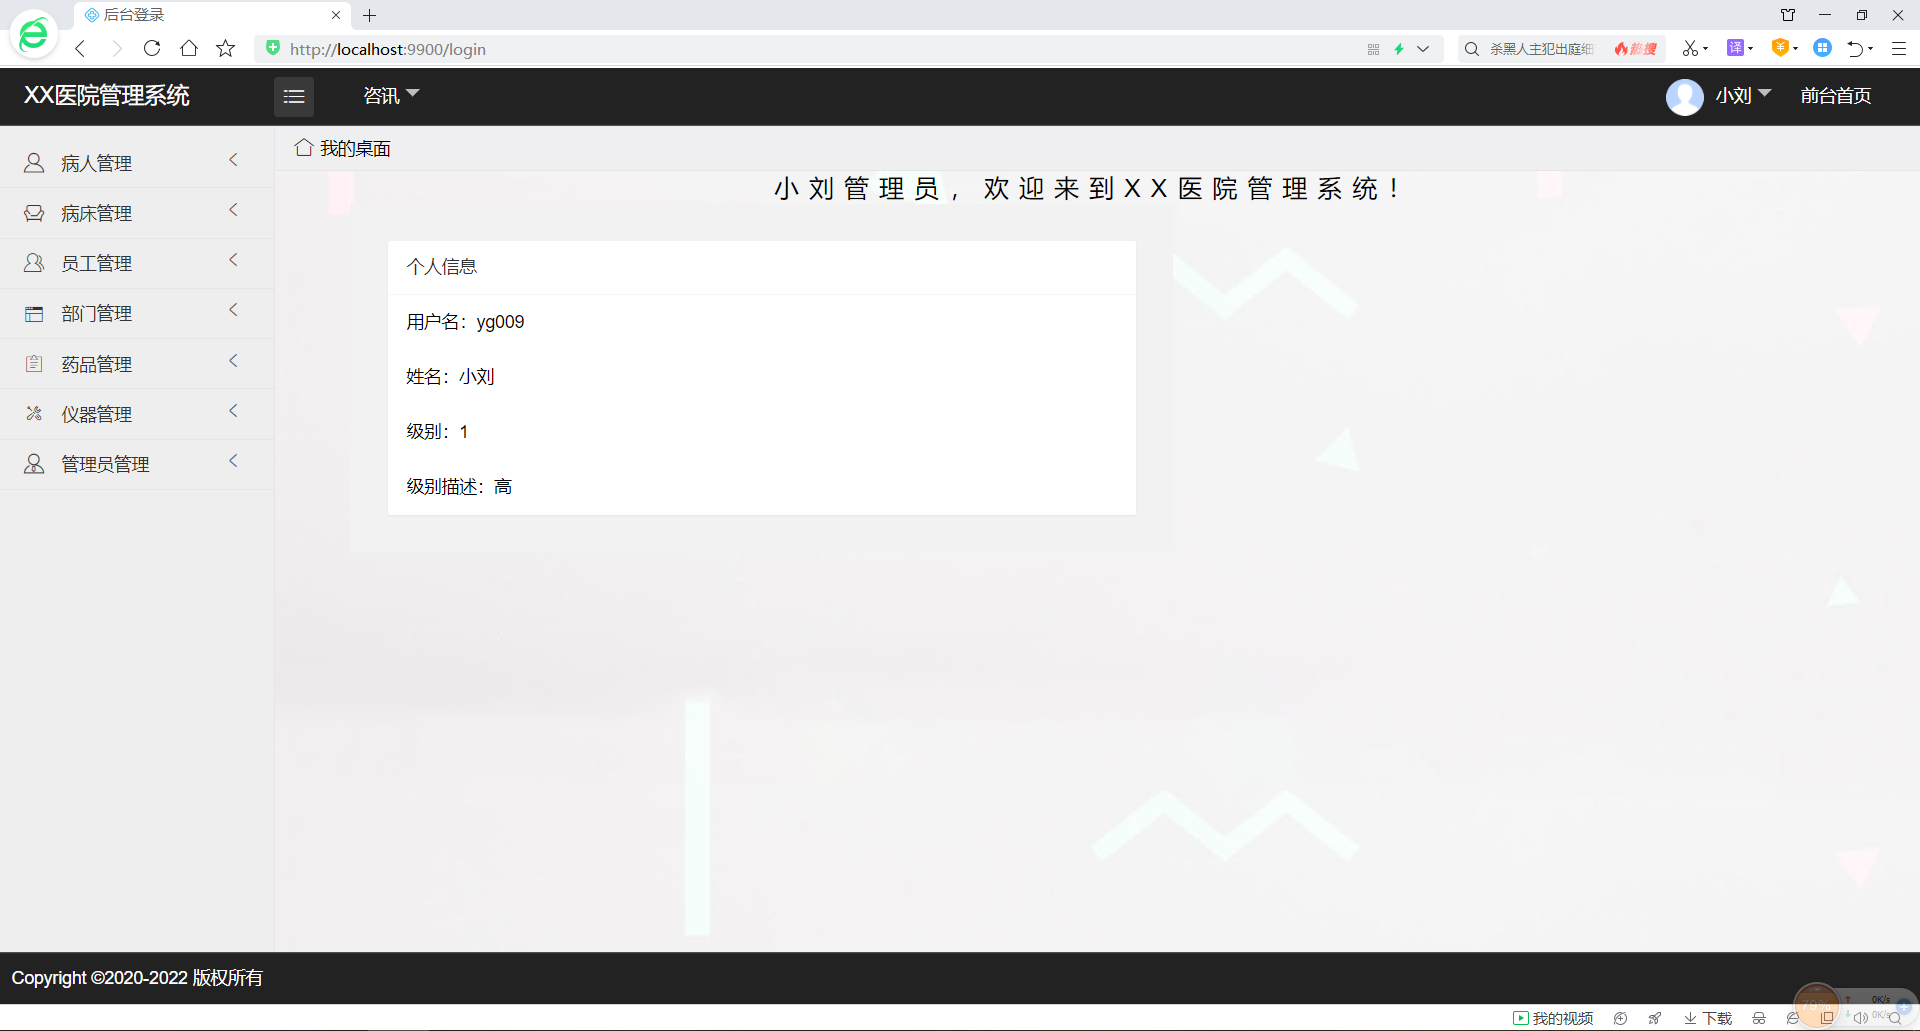 后台登录
http://localhost:9900/login
杀黑人主犯出庭细
热搜
译
XX医院管理系统
咨讯
小刘
前台首页
病人管理
病床管理
员工管理
部门管理
药品管理
仪器管理
管理员管理
我的桌面
小刘管理员，欢迎来到XX医院管理系统！
个人信息
用户名：yg009
姓名：小刘
级别：1
级别描述：高
Copyright ©2020-2022 版权所有
79%
0K/s
0K/s
我的视频
下载